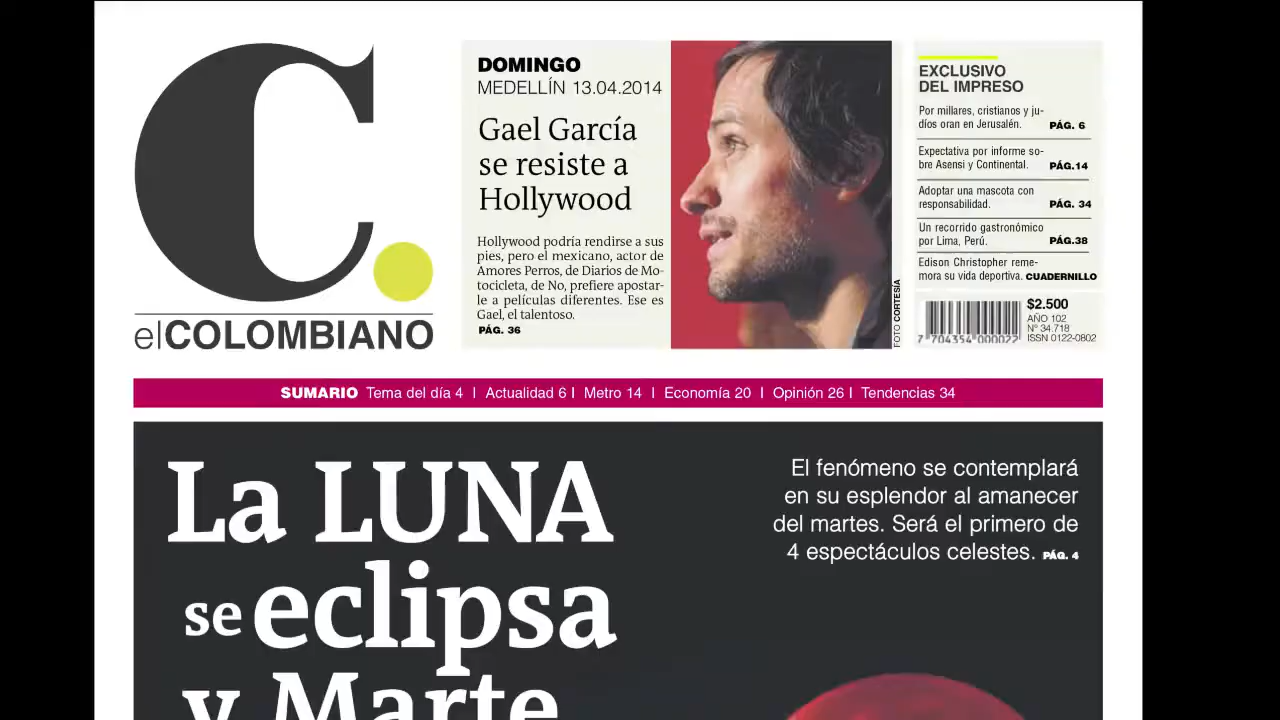 C.
elCOLOMBIANO
DOMINGO
MEDELLÍN 13.04.2014
Gael García
se resiste a
Hollywood
Hollywood podría rendirse a sus
pies, pero el mexicano, actor de
Amores Perros, de Diarios de Mo-
tocicleta, de No, prefiere apostar-
le a películas diferentes. Ese es
Gael, el talentoso.
PÁG. 36
FOTO CORTESÍA
EXCLUSIVO
DEL IMPRESO
Por millares, cristianos y ju-
díos oran en Jerusalén. PÁG. 6
Expectativa por informe so-
bre Asensi y Continental. PÁG.14
Adoptar una mascota con
responsabilidad. PÁG. 34
Un recorrido gastronómico
por Lima, Perú. PÁG.38
Edison Christopher reme-
mora su vida deportiva. CUADERNILLO
7 704354 000022
$2.500
AÑO 102
Nº 34.718
ISSN 0122-0802
SUMARIO Tema del día 4 I Actualidad 6 I Metro 14 I Economía 20 I Opinión 26 I Tendencias 34
La LUNA
se eclipsa
y Marte
El fenómeno se contemplará
en su esplendor al amanecer
del martes. Será el primero de
4 espectáculos celestes. PÁG. 4